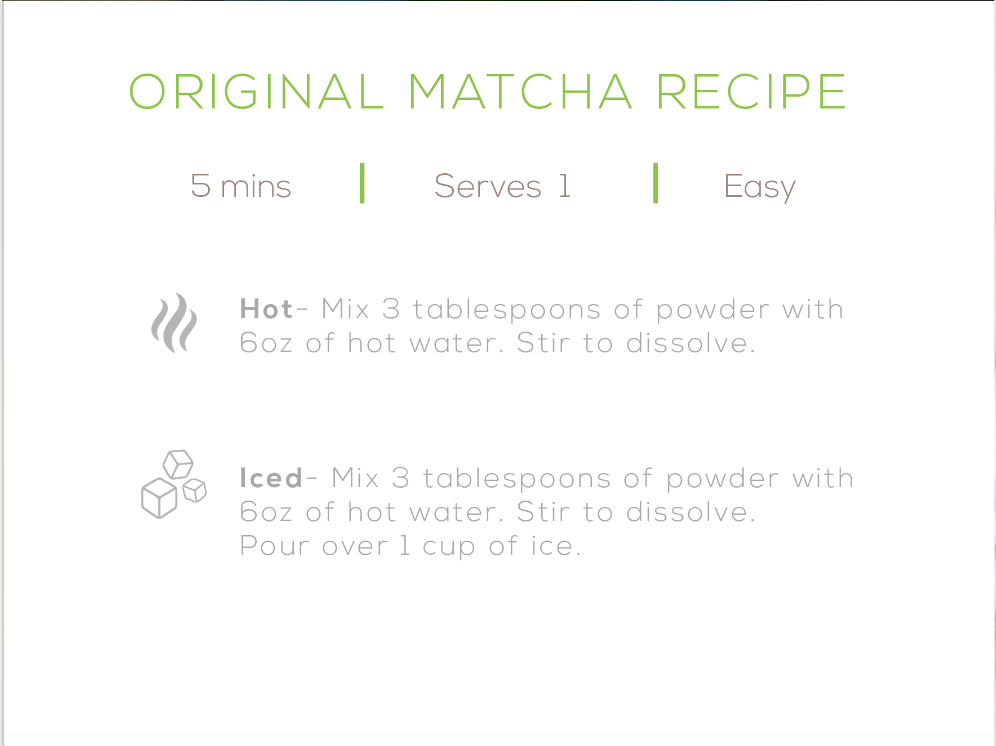 ORIGINAL MATCHA RECIPE
5 mins | Serves 1 | Easy
Hot- Mix 3 tablespoons of powder with
6oz of hot water. Stir to dissolve.
Iced- Mix 3 tablespoons of powder with
6oz of hot water. Stir to dissolve.
Pour over 1 cup of ice.